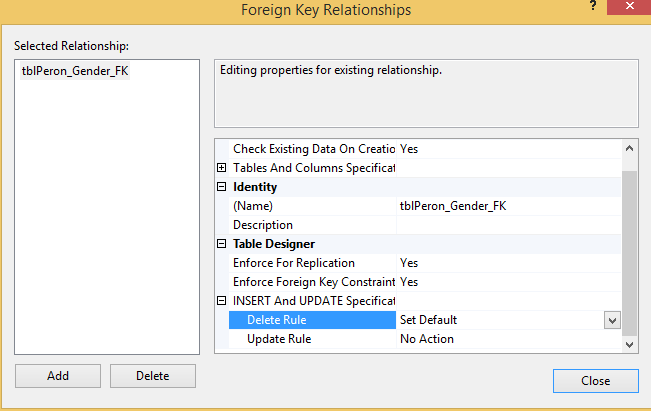 Foreign Key Relationships
?
Selected Relationship:
tblPeron_Gender_FK
Editing properties for existing relationship.
Check Existing Data On Creatio Yes
Tables And Columns Specificat
Identity
(Name) tblPeron_Gender_FK
Description
Table Designer
Enforce For Replication Yes
Enforce Foreign Key Constraint Yes
INSERT And UPDATE Specificat
Delete Rule Set Default
Update Rule No Action
Add Delete
Close